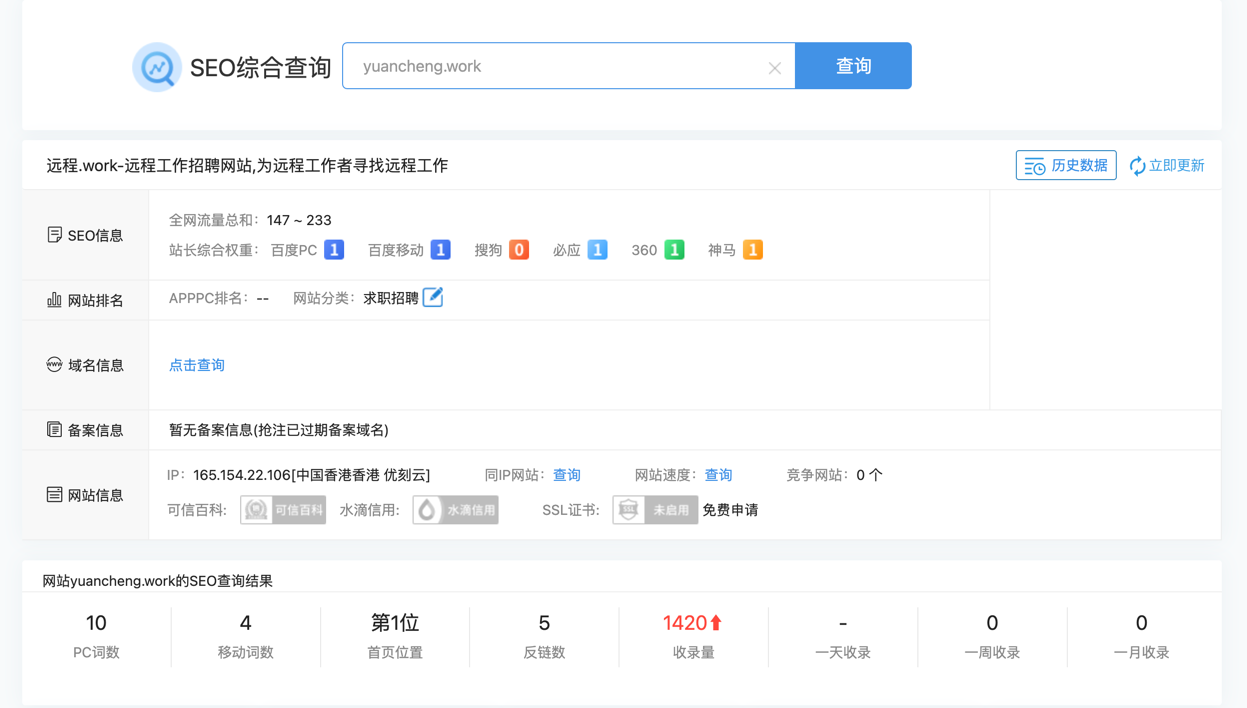 SEO综合查询
yuancheng.work
查询
远程.work-远程工作招聘网站,为远程工作者寻找远程工作
历史数据
立即更新
SEO信息
全网流量总和: 147 ~ 233
站长综合权重: 百度PC 1 百度移动 1 搜狗 0 必应 1 360 1 神马 1
网站排名
APPPC排名: -- 网站分类: 求职招聘
www 域名信息
点击查询
备案信息
暂无备案信息(抢注已过期备案域名)
网站信息
IP: 165.154.22.106[中国香港香港 优刻云] 同IP网站: 查询 网站速度: 查询 竞争网站: 0 个
可信百科: 可信百科 水滴信用: 水滴信用 SSL证书: SSL 未启用 免费申请
网站yuancheng.work的SEO查询结果
10 4 第1位 5 1420 - 0 0
PC词数 移动词数 首页位置 反链数 收录量 一天收录 一周收录 一月收录